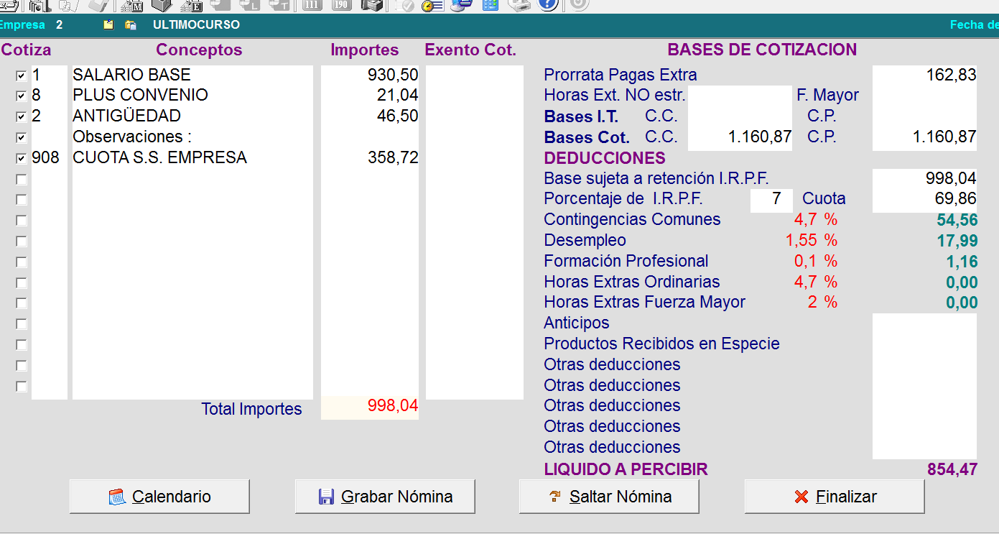 M E L T 111 190 ?
Empresa 2 ULTIMOCURSO Fecha de
Cotiza Conceptos Importes Exento Cot. BASES DE COTIZACION
1 SALARIO BASE 930,50 Prorrata Pagas Extra 162,83
8 PLUS CONVENIO 21,04 Horas Ext. NO estr. F. Mayor
2 ANTIGÜEDAD 46,50 Bases I.T. C.C. C.P.
Observaciones : Bases Cot. C.C. 1.160,87 C.P. 1.160,87
908 CUOTA S.S. EMPRESA 358,72 DEDUCCIONES
Base sujeta a retención I.R.P.F. 998,04
Porcentaje de I.R.P.F. 7 Cuota 69,86
Contingencias Comunes 4,7 % 54,56
Desempleo 1,55 % 17,99
Formación Profesional 0,1 % 1,16
Horas Extras Ordinarias 4,7 % 0,00
Horas Extras Fuerza Mayor 2 % 0,00
Anticipos
Productos Recibidos en Especie
Otras deducciones
Otras deducciones
Total Importes 998,04 Otras deducciones
Otras deducciones
Otras deducciones
LIQUIDO A PERCIBIR 854,47
Calendario Grabar Nómina Saltar Nómina Finalizar